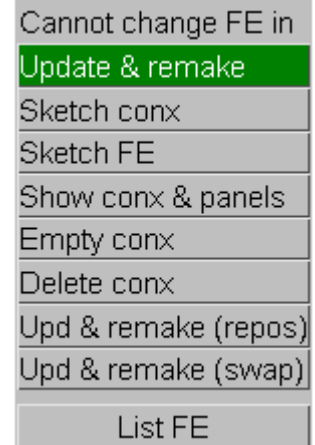 Cannot change FE in
Update & remake
Sketch conx
Sketch FE
Show conx & panels
Empty conx
Delete conx
Upd & remake (repos)
Upd & remake (swap)
List FE